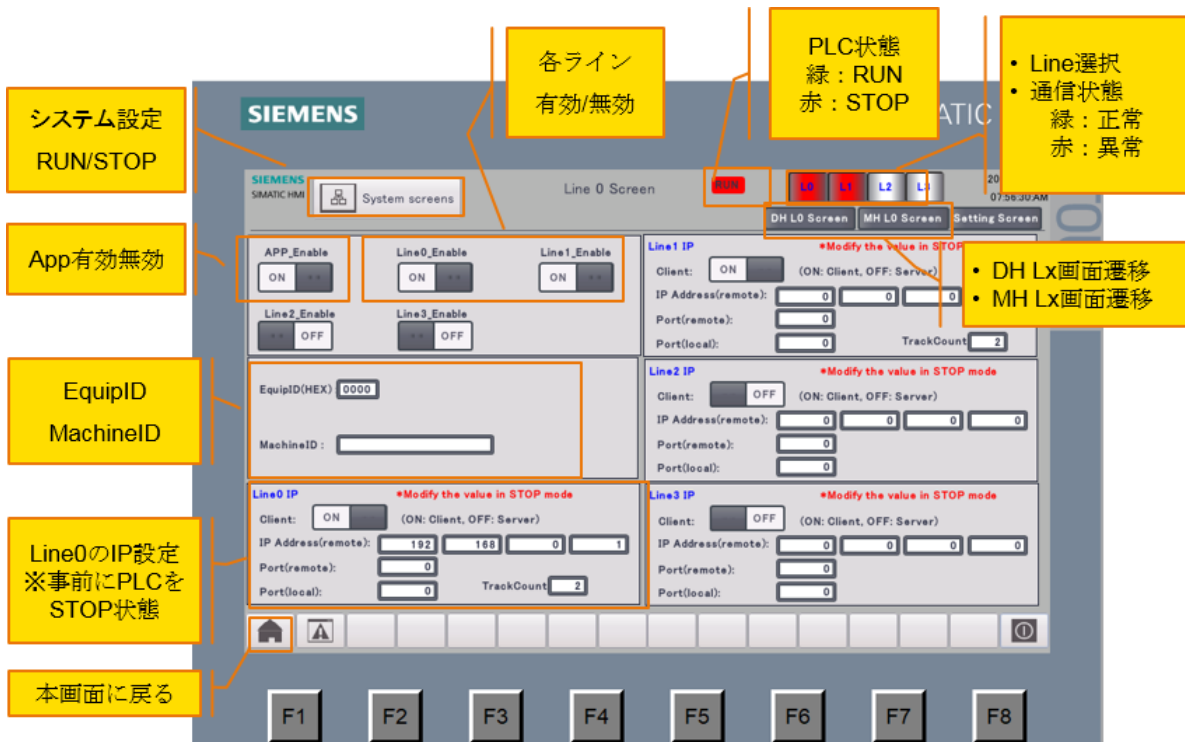 各ライン
有効/無効
PLC状態
緑：RUN
赤：STOP
• Line選択
• 通信状態
緑：正常
赤：異常
システム設定
RUN/STOP
SIEMENS
ATIC
SIEMENS
SIMATIC HMI
System screens
Line 0 Screen
RUN
L0
L1
L2
L3
20
07:56:30 AM
DH L0 Screen
MH L0 Screen
Setting Screen
App有効無効
APP_Enable
Line0_Enable
Line1_Enable
ON
ON
ON
Line2_Enable
Line3_Enable
OFF
OFF
Line1 IP
*Modify the value in STOP
Client:
ON
(ON: Client, OFF: Server)
IP Address(remote):
0
0
0
Port(remote):
0
Port(local):
0
TrackCount
2
• DH Lx画面遷移
• MH Lx画面遷移
EquipID
MachineID
EquipID(HEX)
0000
MachineID :
Line2 IP
*Modify the value in STOP mode
Client:
OFF
(ON: Client, OFF: Server)
IP Address(remote):
0
0
0
0
Port(remote):
0
Port(local):
0
Line0のIP設定
※事前にPLCを
STOP状態
Line0 IP
*Modify the value in STOP mode
Client:
ON
(ON: Client, OFF: Server)
IP Address(remote):
192
168
0
1
Port(remote):
0
Port(local):
0
TrackCount
2
Line3 IP
*Modify the value in STOP mode
Client:
OFF
(ON: Client, OFF: Server)
IP Address(remote):
0
0
0
0
Port(remote):
0
Port(local):
0
本画面に戻る
F1
F2
F3
F4
F5
F6
F7
F8